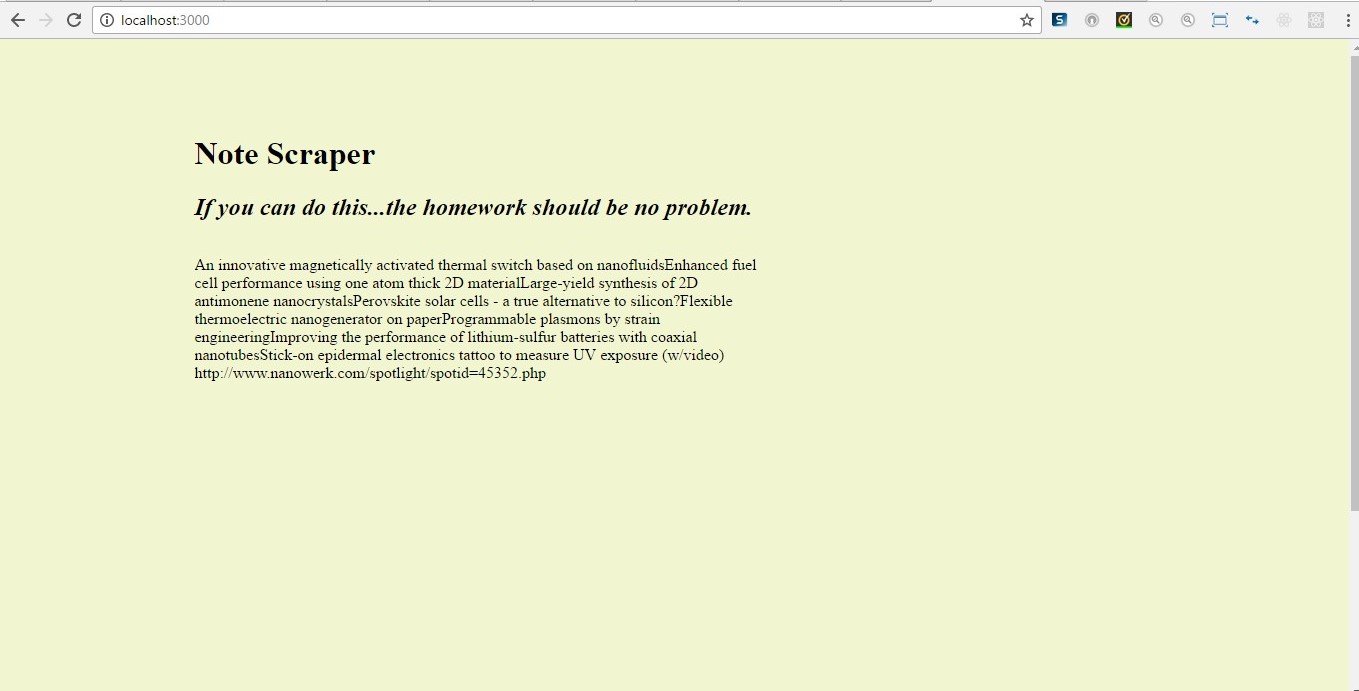 localhost:3000
Note Scraper
If you can do this...the homework should be no problem.
An innovative magnetically activated thermal switch based on nanofluidsEnhanced fuel
cell performance using one atom thick 2D materialLarge-yield synthesis of 2D
antimonene nanocrystalsPerovskite solar cells - a true alternative to silicon?Flexible
thermoelectric nanogenerator on paperProgrammable plasmons by strain
engineeringImproving the performance of lithium-sulfur batteries with coaxial
nanotubesStick-on epidermal electronics tattoo to measure UV exposure (w/video)
http://www.nanowerk.com/spotlight/spotid=45352.php